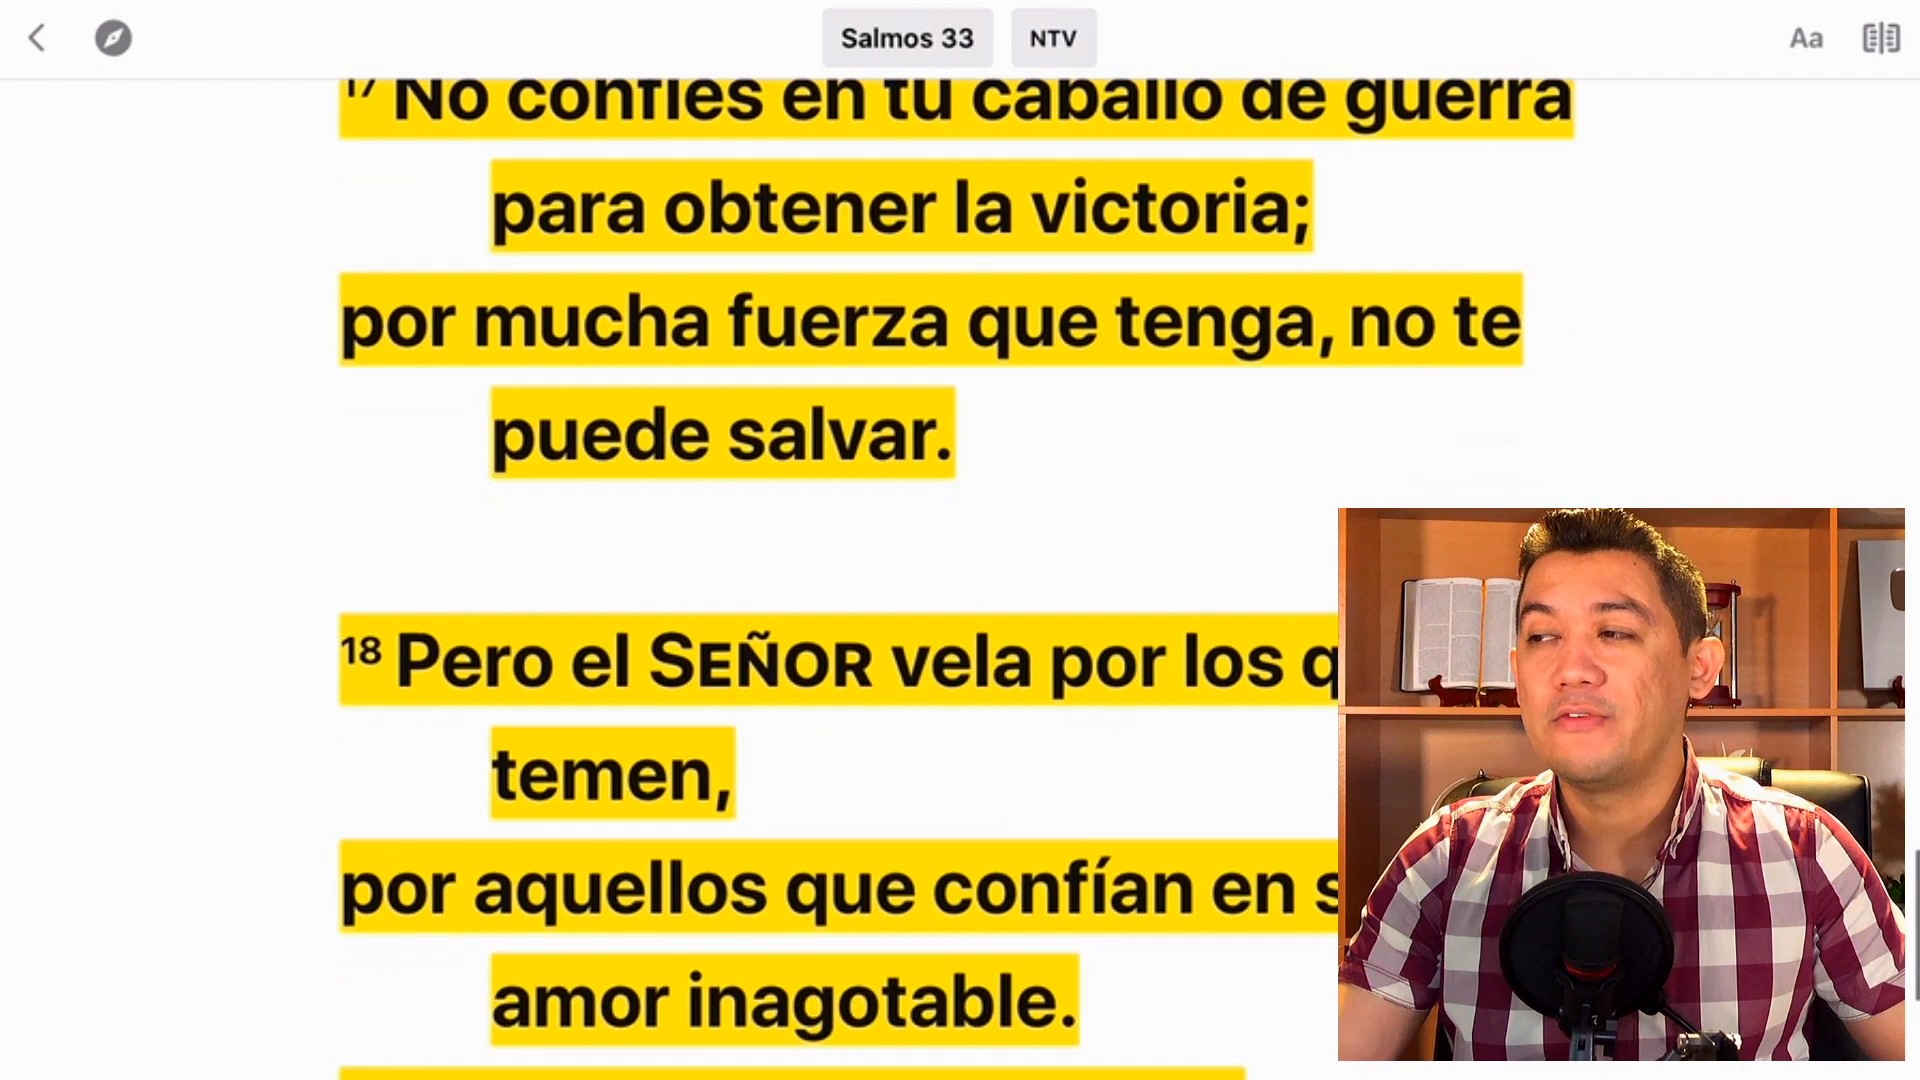 Salmos 33 NTV Aa
17 No confíes en tu caballo de guerra
para obtener la victoria;
por mucha fuerza que tenga, no te
puede salvar.
18 Pero el SEÑOR vela por los
temen,
por aquellos que confían en
amor inagotable.